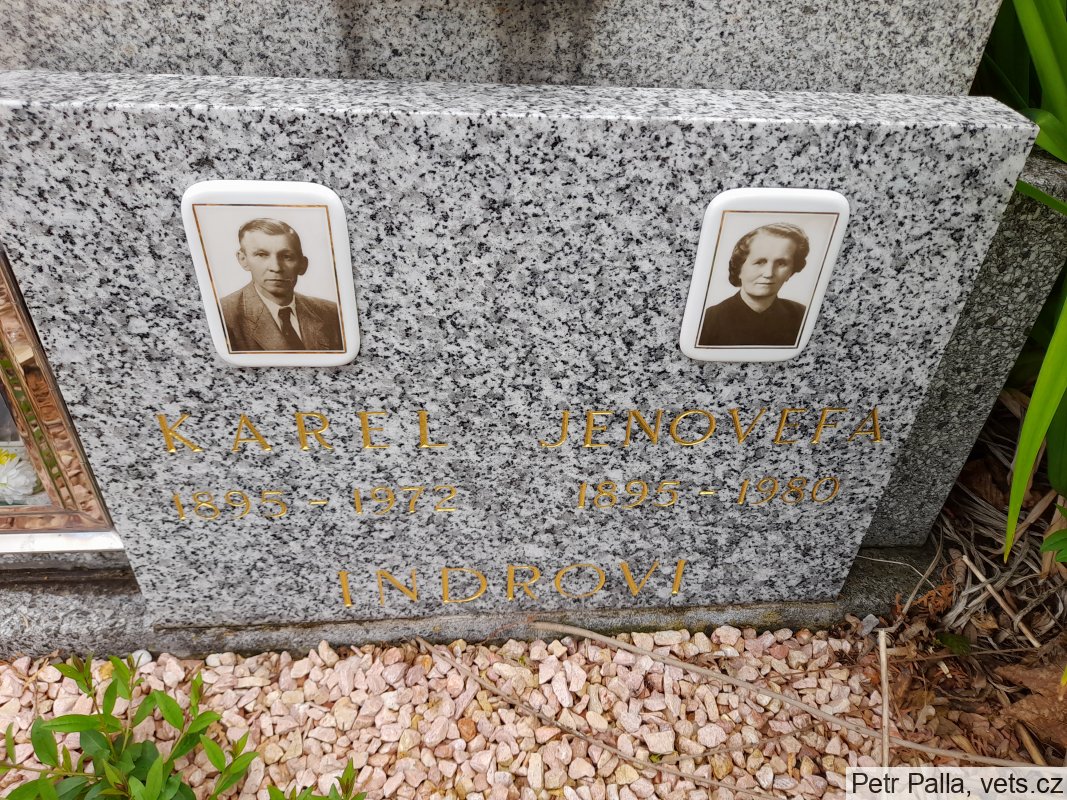 KAREL JENOVEFA
1895 - 1972 1895 - 1980
INDROVI
Petr Palla, vets.cz